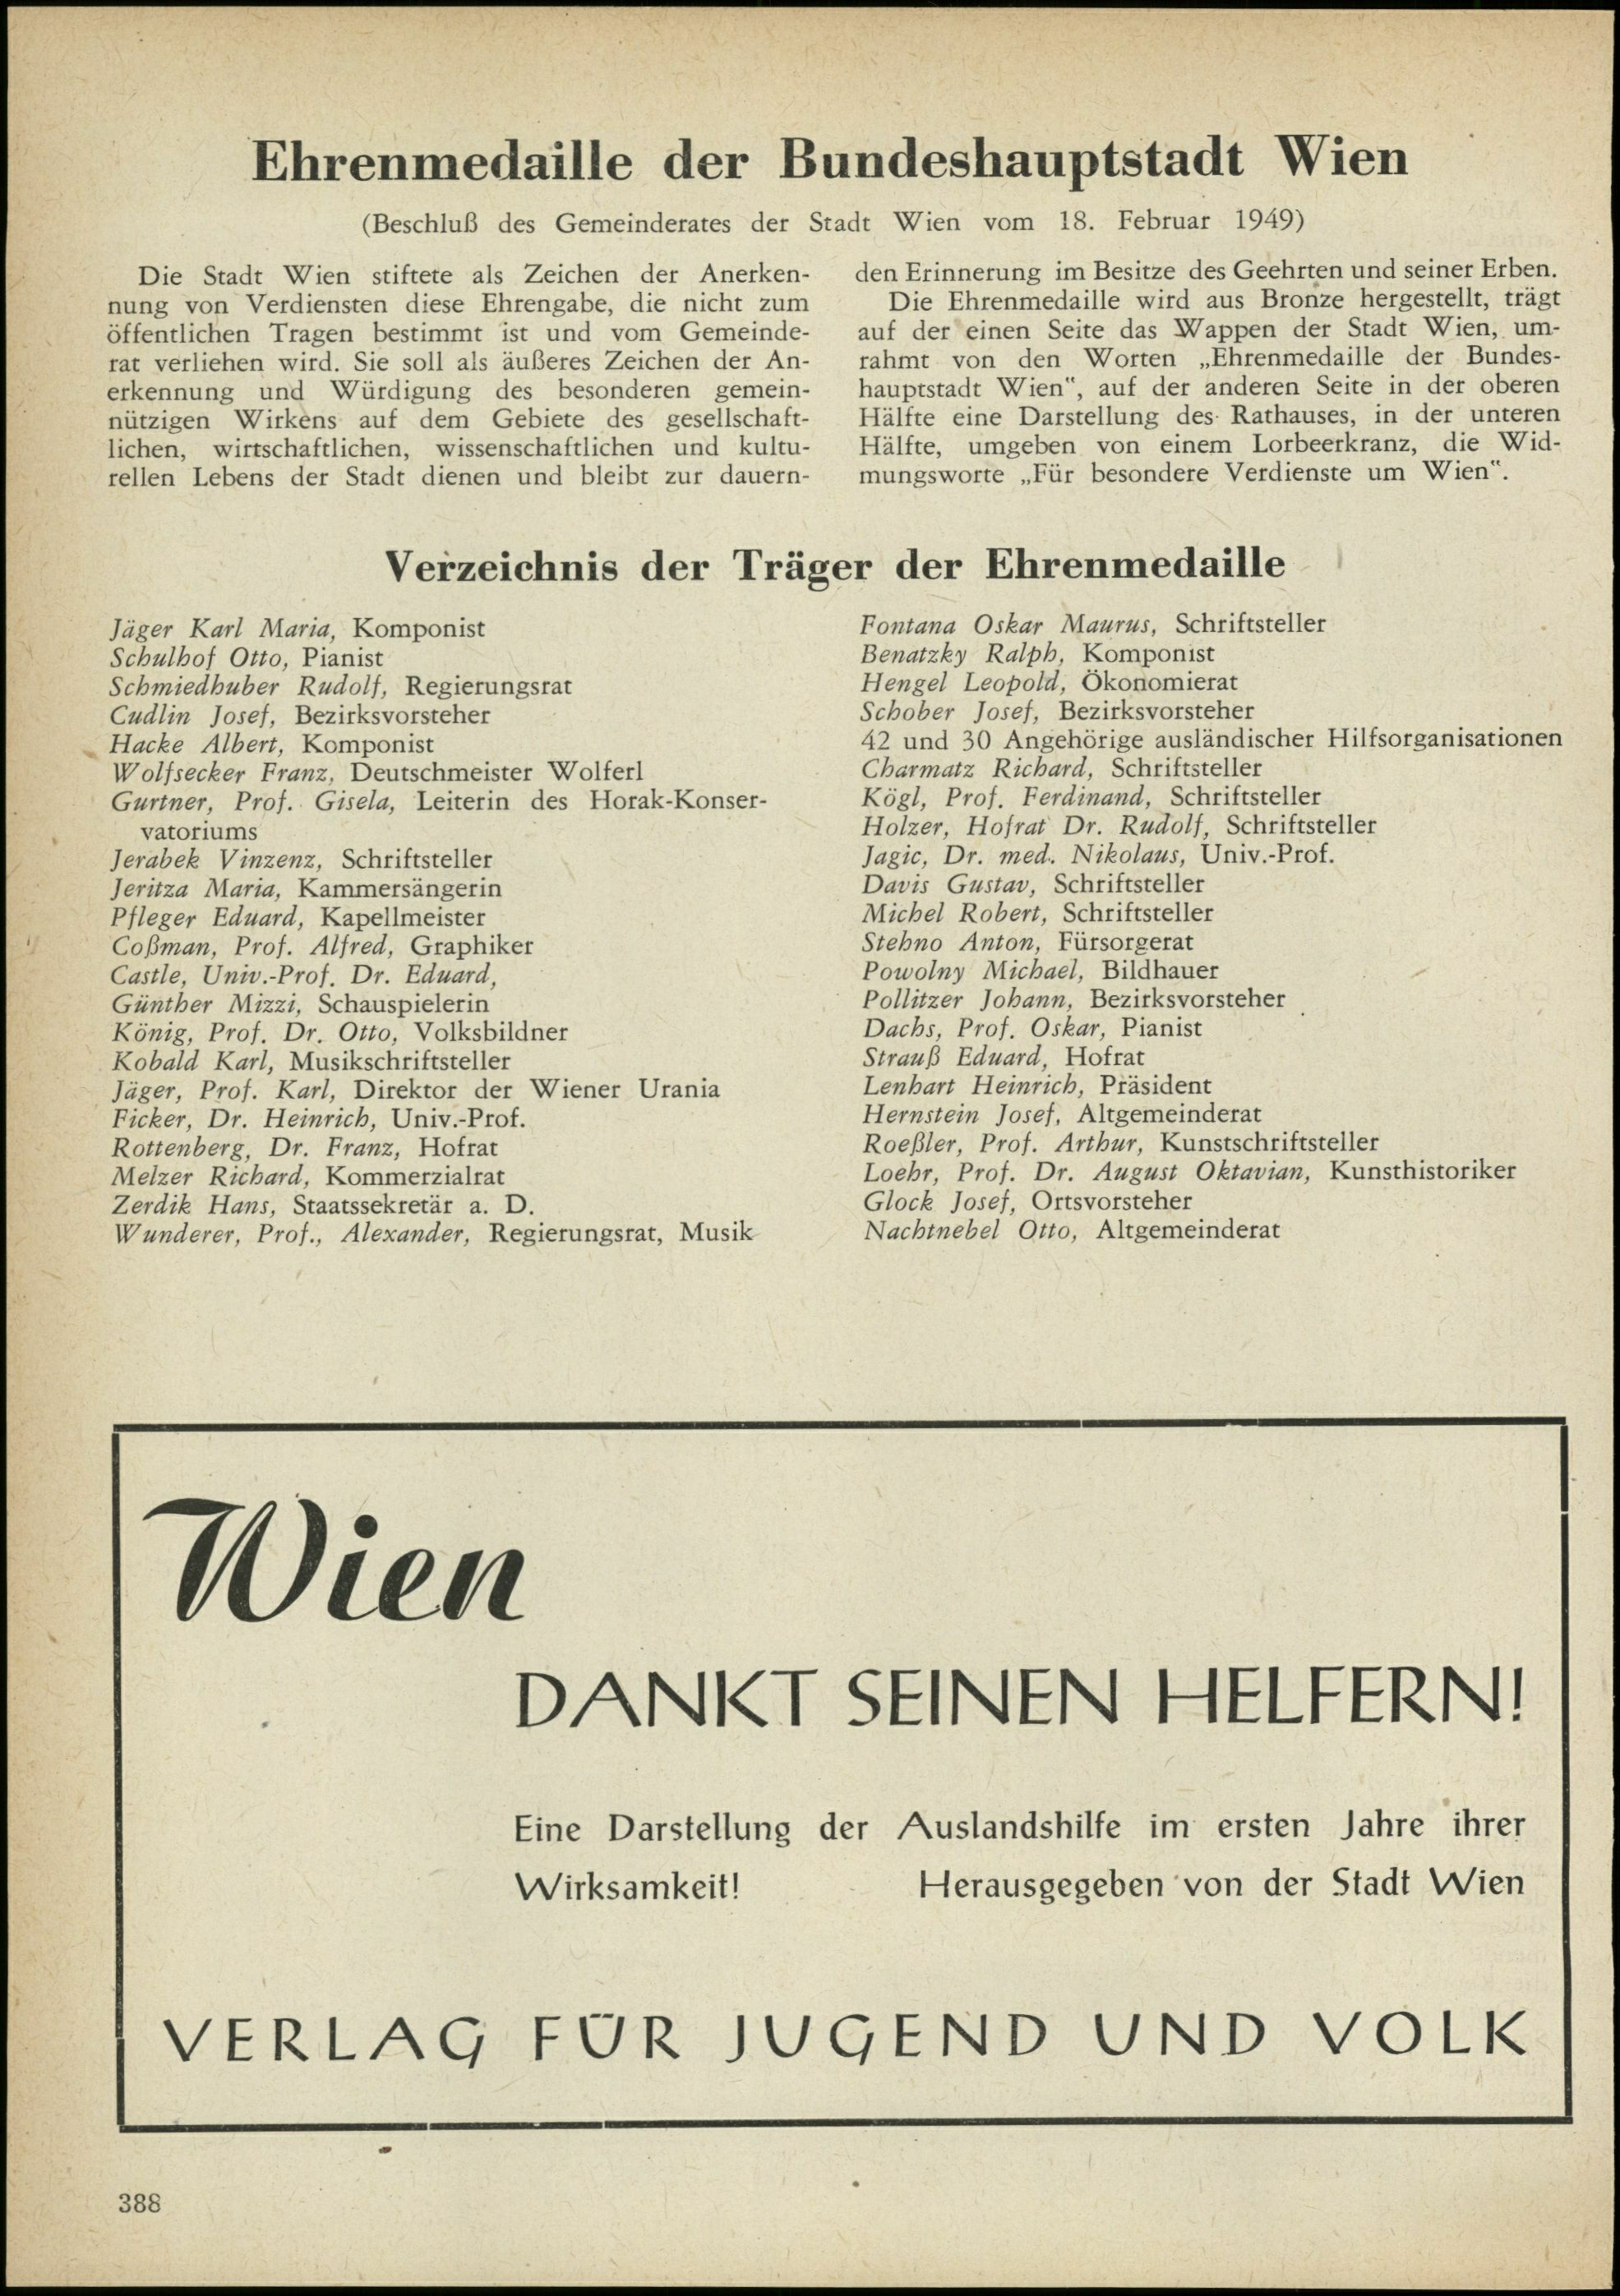 Ehrenmedaille der Bundeshauptstadt Wien
(Beschluß des Gemeinderates der Stadt Wien vom 18. Februar 1949)
Die Stadt Wien stiftete als Zeichen der Anerken-
nung von Verdiensten diese Ehrengabe, die nicht zum
öffentlichen Tragen bestimmt ist und vom Gemeinde-
rat verliehen wird. Sie soll als äußeres Zeichen der An-
erkennung und Würdigung des besonderen gemein-
nützigen Wirkens auf dem Gebiete des gesellschaft-
lichen, wirtschaftlichen, wissenschaftlichen und kultu-
rellen Lebens der Stadt dienen und bleibt zur dauern-
den Erinnerung im Besitze des Geehrten und seiner Erben.
Die Ehrenmedaille wird aus Bronze hergestellt, trägt
auf der einen Seite das Wappen der Stadt Wien, um-
rahmt von den Worten „Ehrenmedaille der Bundes-
hauptstadt Wien“, auf der anderen Seite in der oberen
Hälfte eine Darstellung des Rathauses, in der unteren
Hälfte, umgeben von einem Lorbeerkranz, die Wid-
mungsworte „Für besondere Verdienste um Wien“.
Verzeichnis der Träger der Ehrenmedaille
Jäger Karl Maria, Komponist
Schulhof Otto, Pianist
Schmiedhuber Rudolf, Regierungsrat
Cudlin Josef, Bezirksvorsteher
Hacke Albert, Komponist
Wolfsecker Franz, Deutschmeister Wolferl
Gurtner, Prof. Gisela, Leiterin des Horak-Konser-
vatoriums
Jerabek Vinzenz, Schriftsteller
Jeritza Maria, Kammersängerin
Pfleger Eduard, Kapellmeister
Coßman, Prof. Alfred, Graphiker
Castle, Univ.-Prof. Dr. Eduard,
Günther Mizzi, Schauspielerin
König, Prof. Dr. Otto, Volksbildner
Kobald Karl, Musikschriftsteller
Jäger, Prof. Karl, Direktor der Wiener Urania
Ficker, Dr. Heinrich, Univ.-Prof.
Rottenberg, Dr. Franz, Hofrat
Melzer Richard, Kommerzialrat
Zerdik Hans, Staatssekretär a. D.
Wunderer, Prof., Alexander, Regierungsrat, Musik
Fontana Oskar Maurus, Schriftsteller
Benatzky Ralph, Komponist
Hengel Leopold, Ökonomierat
Schober Josef, Bezirksvorsteher
42 und 30 Angehörige ausländischer Hilfsorganisationen
Charmatz Richard, Schriftsteller
Kögl, Prof. Ferdinand, Schriftsteller
Holzer, Hofrat Dr. Rudolf, Schriftsteller
Jagic, Dr. med. Nikolaus, Univ.-Prof.
Davis Gustav, Schriftsteller
Michel Robert, Schriftsteller
Stehno Anton, Fürsorgerat
Powolny Michael, Bildhauer
Pollitzer Johann, Bezirksvorsteher
Dachs, Prof. Oskar, Pianist
Strauß Eduard, Hofrat
Lenhart Heinrich, Präsident
Hernstein Josef, Altgemeinderat
Roeßler, Prof. Arthur, Kunstschriftsteller
Loehr, Prof. Dr. August Oktavian, Kunsthistoriker
Glock Josef, Ortsvorsteher
Nachtnebel Otto, Altgemeinderat
Wien
DANKT SEINEN HELFERN!
Eine Darstellung der Auslandshilfe im ersten Jahre ihrer
Wirksamkeit! Herausgegeben von der Stadt Wien
VERLAG FÜR JUGEND UND VOLK
388